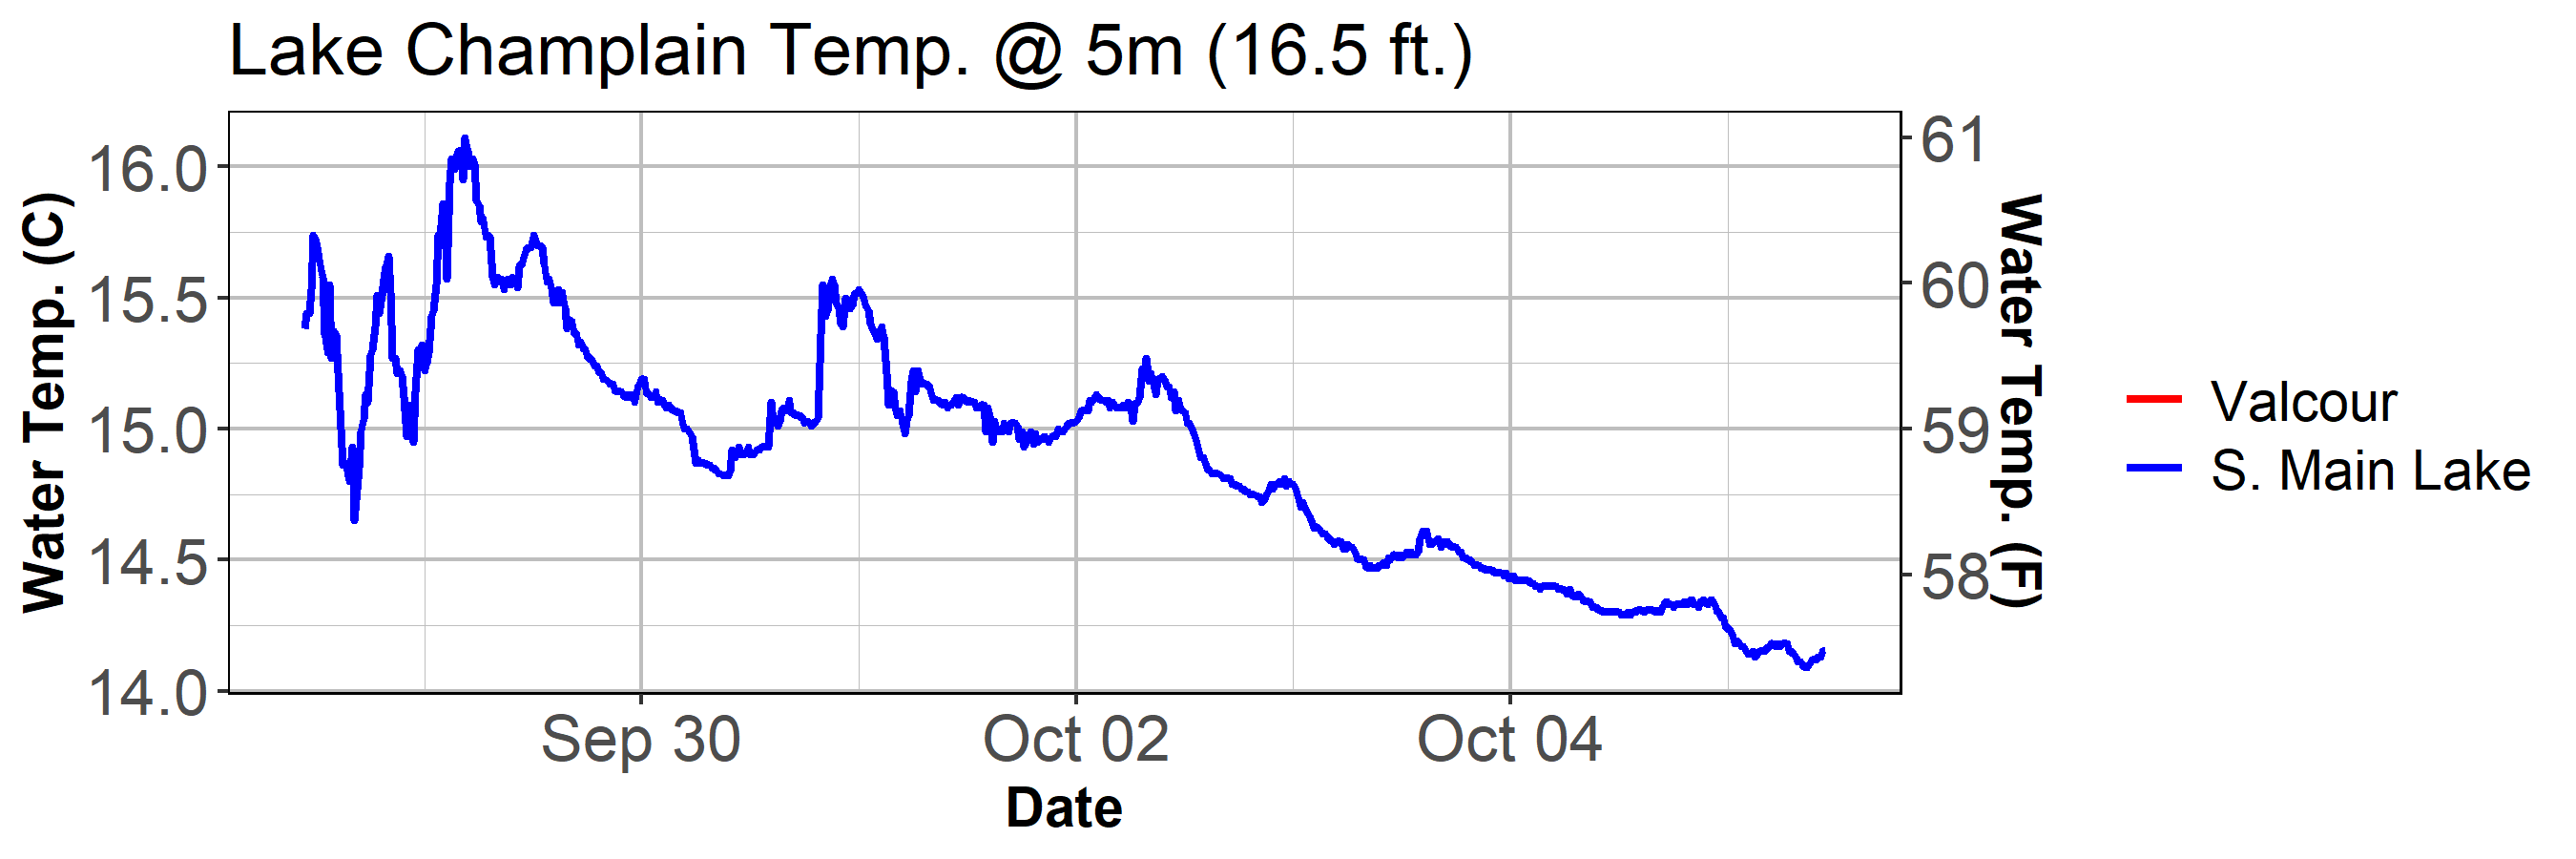 Lake Champlain Temp. @ 5m (16.5 ft.)
Water Temp. (C)
16.0
15.5
15.0
14.5
14.0
61
60
59
58
Water Temp. (F)
Sep 30
Oct 02
Oct 04
Date
Valcour
S. Main Lake